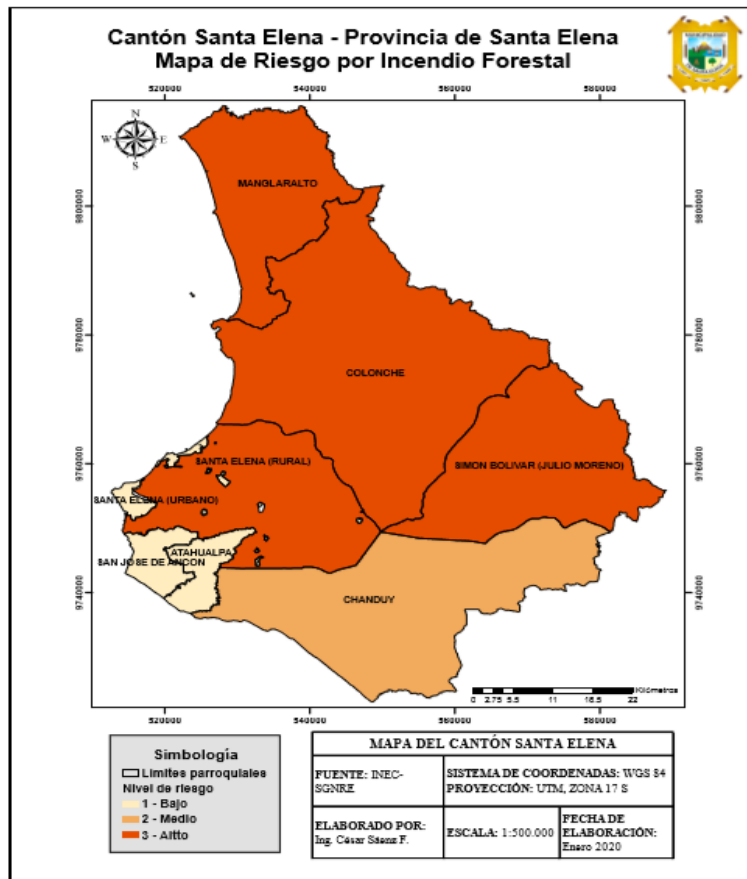 Cantón Santa Elena - Provincia de Santa Elena
Mapa de Riesgo por Incendio Forestal
520000 540000 560000 580000
N
W E
S
9800000 9800000
9780000 9780000
9760000 9760000
9740000 9740000
MANGLARALTO
COLONCHE
SANTA ELENA (RURAL)
SIMON BOLIVAR (JULIO MORENO)
SANTA ELENA (URBANO)
ATAHUALPA
SAN JOSE DE ANCON
CHANDUY
Kilómetros
0 2.75 5.5 11 16.5 22
520000 540000 560000 580000
Simbología
Limites parroquiales
Nivel de riesgo
1 - Bajo
2 - Medio
3 - Altto
MAPA DEL CANTÓN SANTA ELENA
FUENTE: INEC-
SGNRE
SISTEMA DE COORDENADAS: WGS 84
PROYECCIÓN: UTM, ZONA 17 S
ELABORADO POR:
Ing. César Sáenz F.
ESCALA: 1:500.000
FECHA DE
ELABORACIÓN:
Enero 2020